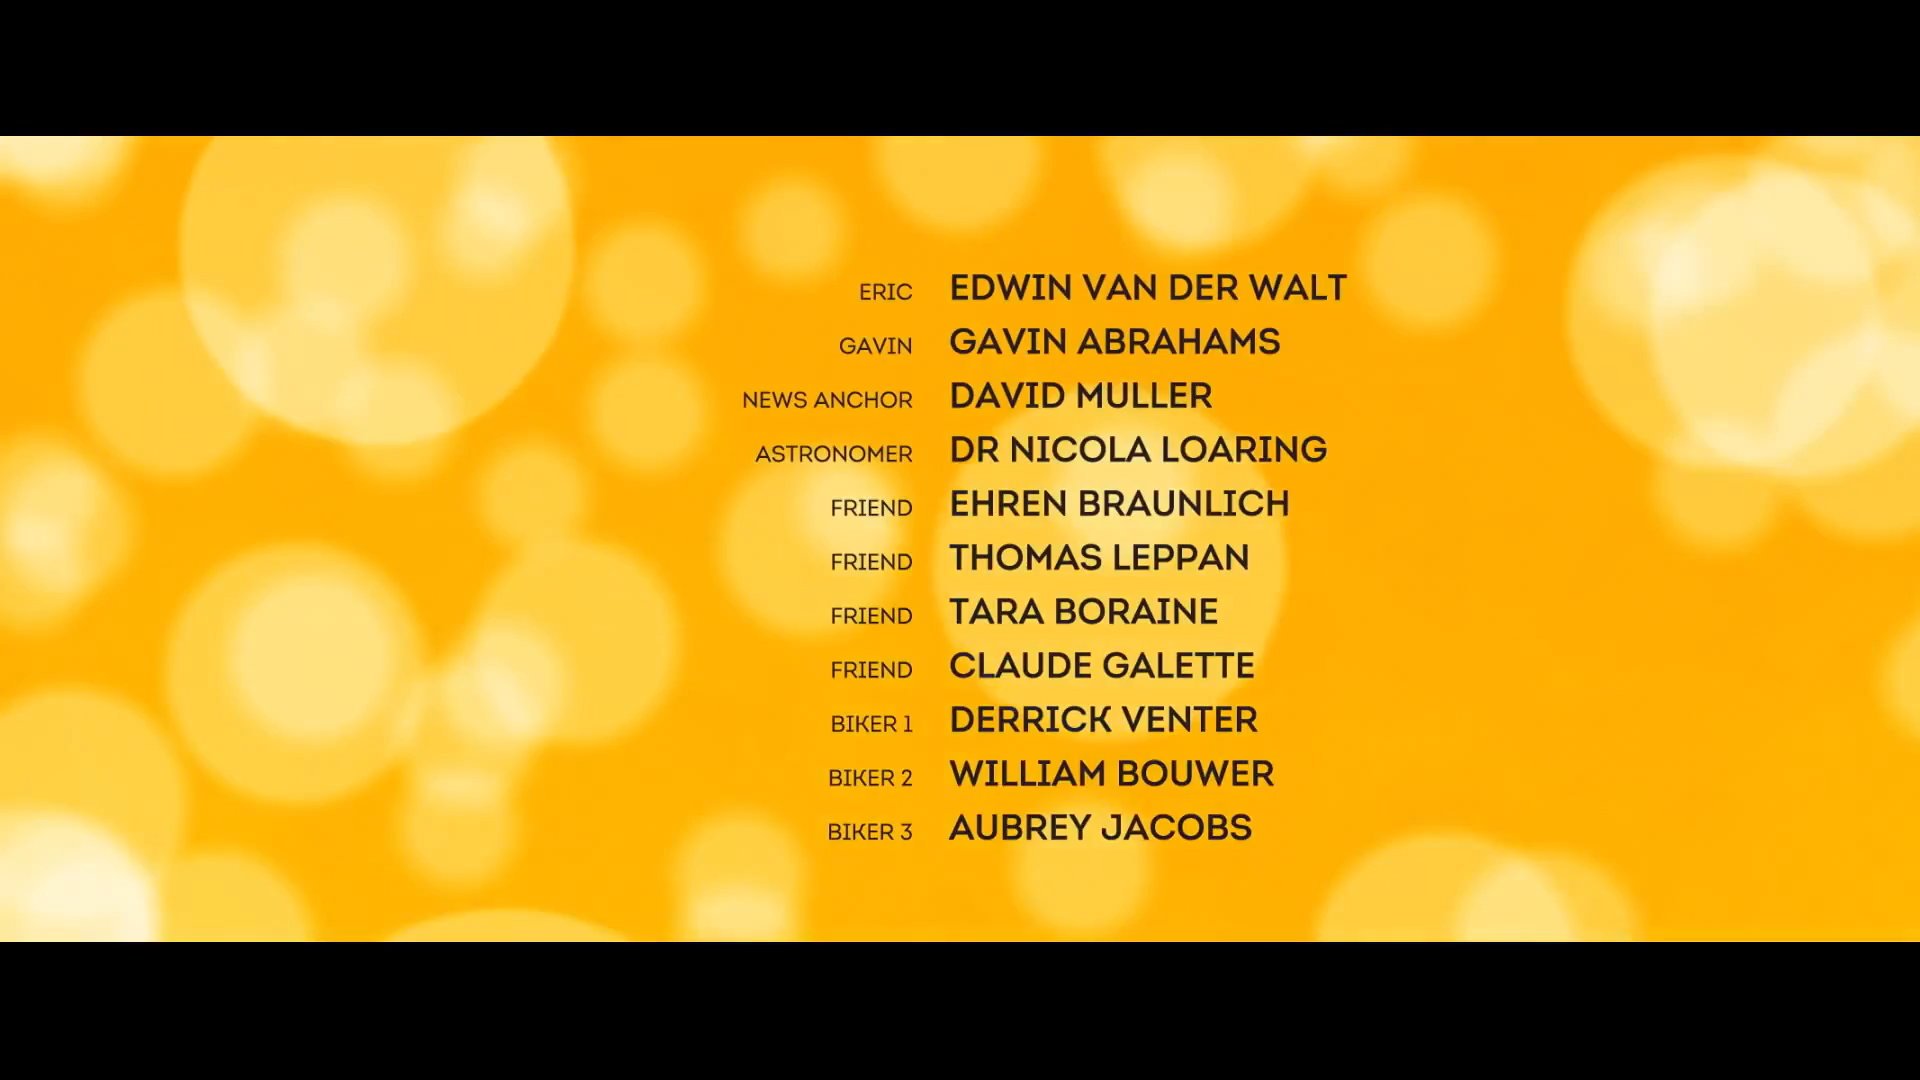 ERIC EDWIN VAN DER WALT
GAVIN GAVIN ABRAHAMS
NEWS ANCHOR DAVID MULLER
ASTRONOMER DR NICOLA LOARING
FRIEND EHREN BRAUNLICH
FRIEND THOMAS LEPPAN
FRIEND TARA BORAINE
FRIEND CLAUDE GALETTE
BIKER 1 DERRICK VENTER
BIKER 2 WILLIAM BOUWER
BIKER 3 AUBREY JACOBS